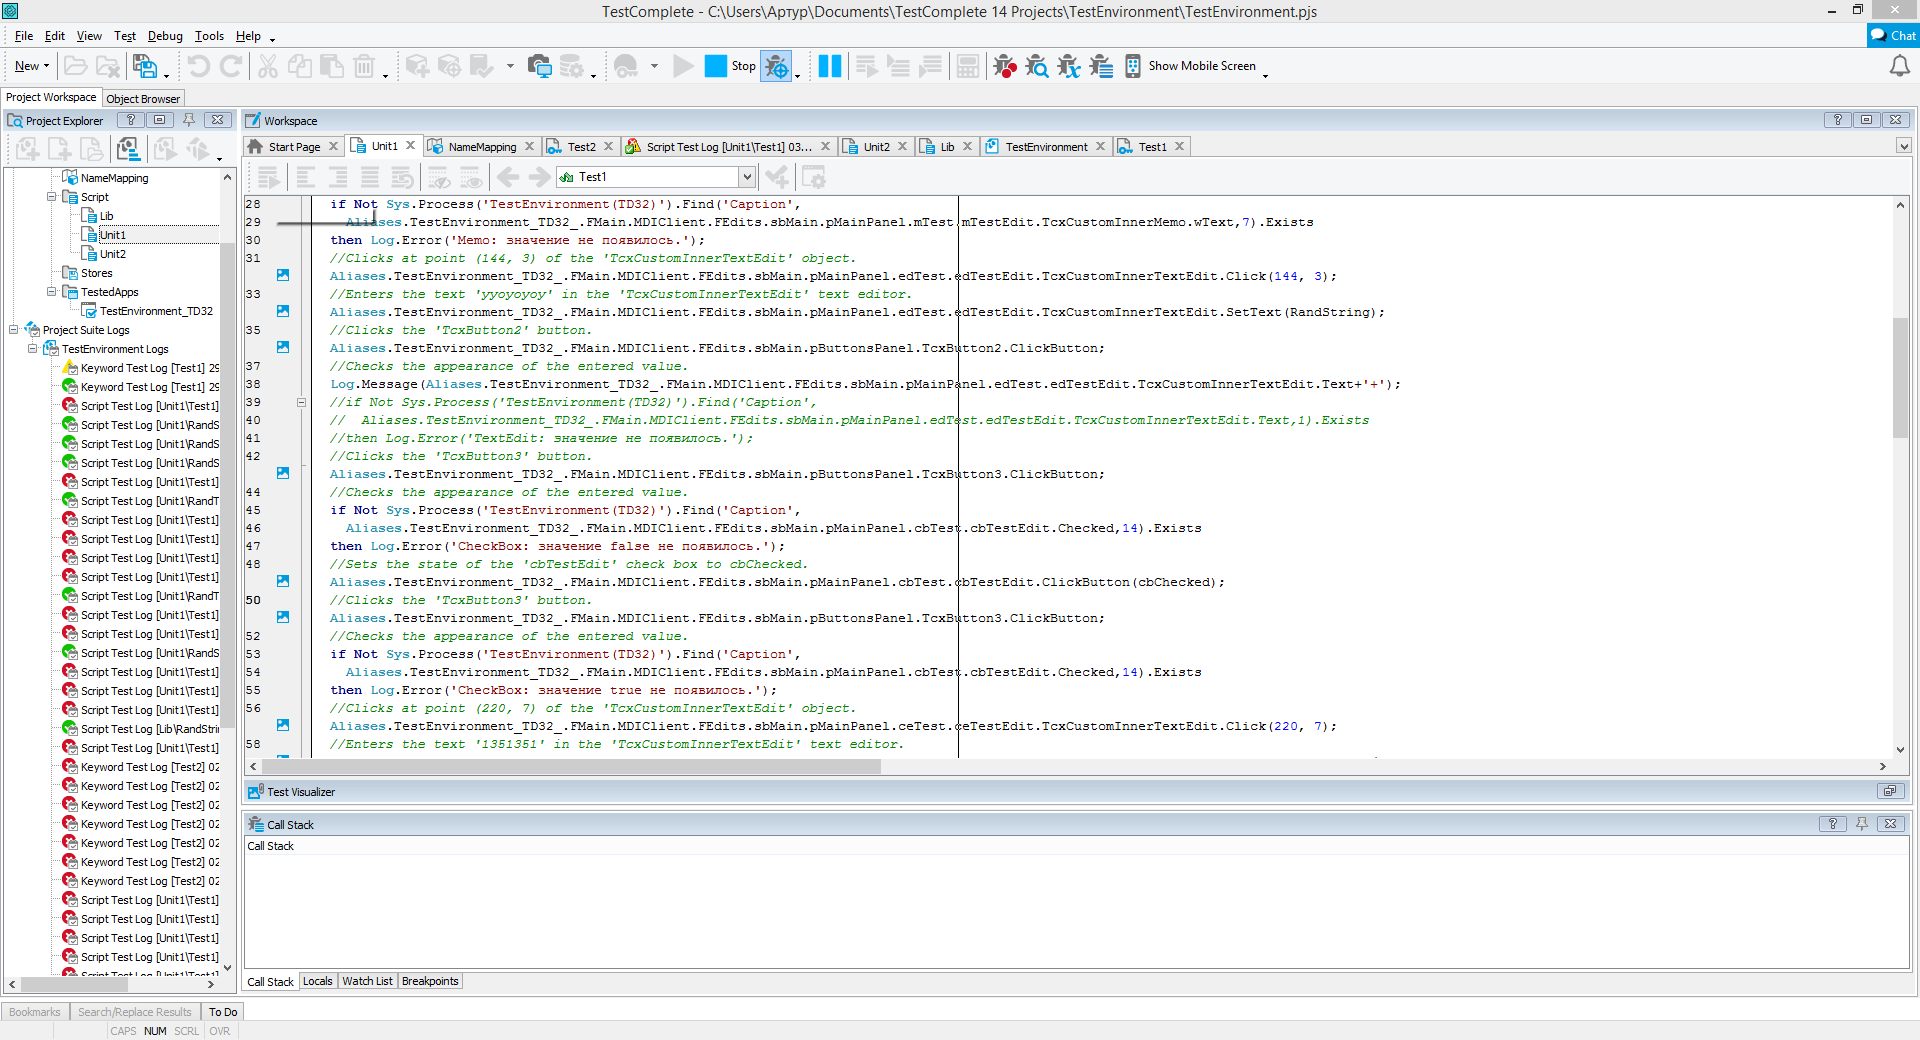 TestComplete - C:\Users\Артур\Documents\TestComplete 14 Projects\TestEnvironment\TestEnvironment.pjs
File Edit View Test Debug Tools Help
Chat
New
Stop
Show Mobile Screen
Project Workspace
Object Browser
Project Explorer
Workspace
Start Page
Unit1
NameMapping
Test2
Script Test Log [Unit1\Test1] 03...
Unit2
Lib
TestEnvironment
Test1
Test1
NameMapping
Script
Lib
Unit1
Unit2
Stores
TestedApps
TestEnvironment_TD32
Project Suite Logs
TestEnvironment Logs
Keyword Test Log [Test1] 29
Keyword Test Log [Test1] 29
Script Test Log [Unit1\Test1]
Script Test Log [Unit1\RandS
Script Test Log [Unit1\RandS
Script Test Log [Unit1\RandS
Script Test Log [Unit1\Test1]
Script Test Log [Unit1\RandT
Script Test Log [Unit1\Test1]
Script Test Log [Unit1\Test1]
Script Test Log [Unit1\Test1]
Script Test Log [Unit1\Test1]
Script Test Log [Unit1\RandT
Script Test Log [Unit1\Test1]
Script Test Log [Unit1\Test1]
Script Test Log [Unit1\RandS
Script Test Log [Unit1\Test1]
Script Test Log [Unit1\Test1]
Script Test Log [Unit1\Test1]
Script Test Log [Lib\RandStrin
Script Test Log [Unit1\Test1]
Keyword Test Log [Test2] 02
Keyword Test Log [Test2] 02
Keyword Test Log [Test2] 02
Keyword Test Log [Test2] 02
Keyword Test Log [Test2] 02
Keyword Test Log [Test2] 02
Keyword Test Log [Test2] 02
Script Test Log [Unit1\Test1]
Script Test Log [Unit1\Test1]
Script Test Log [Unit1\Test1]
Script Test Log [Unit1\Test1]
Script Test Log [Unit1\Test1]
28 if Not Sys.Process('TestEnvironment(TD32)').Find('Caption',
29 Aliases.TestEnvironment_TD32_.FMain.MDIClient.FEdits.sbMain.pMainPanel.mTest.mTestEdit.TcxCustomInnerMemo.wText,7).Exists
30 then Log.Error('Memo: значение не появилось.');
31 //Clicks at point (144, 3) of the 'TcxCustomInnerTextEdit' object.
Aliases.TestEnvironment_TD32_.FMain.MDIClient.FEdits.sbMain.pMainPanel.edTest.edTestEdit.TcxCustomInnerTextEdit.Click(144, 3);
33 //Enters the text 'yyoyoyoy' in the 'TcxCustomInnerTextEdit' text editor.
Aliases.TestEnvironment_TD32_.FMain.MDIClient.FEdits.sbMain.pMainPanel.edTest.edTestEdit.TcxCustomInnerTextEdit.SetText(RandString);
35 //Clicks the 'TcxButton2' button.
Aliases.TestEnvironment_TD32_.FMain.MDIClient.FEdits.sbMain.pButtonsPanel.TcxButton2.ClickButton;
37 //Checks the appearance of the entered value.
38 Log.Message(Aliases.TestEnvironment_TD32_.FMain.MDIClient.FEdits.sbMain.pMainPanel.edTest.edTestEdit.TcxCustomInnerTextEdit.Text+'+');
39 //if Not Sys.Process('TestEnvironment(TD32)').Find('Caption',
40 //  Aliases.TestEnvironment_TD32_.FMain.MDIClient.FEdits.sbMain.pMainPanel.edTest.edTestEdit.TcxCustomInnerTextEdit.Text,1).Exists
41 //then Log.Error('TextEdit: значение не появилось.');
42 //Clicks the 'TcxButton3' button.
Aliases.TestEnvironment_TD32_.FMain.MDIClient.FEdits.sbMain.pButtonsPanel.TcxButton3.ClickButton;
44 //Checks the appearance of the entered value.
45 if Not Sys.Process('TestEnvironment(TD32)').Find('Caption',
46 Aliases.TestEnvironment_TD32_.FMain.MDIClient.FEdits.sbMain.pMainPanel.cbTest.cbTestEdit.Checked,14).Exists
47 then Log.Error('CheckBox: значение false не появилось.');
48 //Sets the state of the 'cbTestEdit' check box to cbChecked.
Aliases.TestEnvironment_TD32_.FMain.MDIClient.FEdits.sbMain.pMainPanel.cbTest.cbTestEdit.ClickButton(cbChecked);
50 //Clicks the 'TcxButton3' button.
Aliases.TestEnvironment_TD32_.FMain.MDIClient.FEdits.sbMain.pButtonsPanel.TcxButton3.ClickButton;
52 //Checks the appearance of the entered value.
53 if Not Sys.Process('TestEnvironment(TD32)').Find('Caption',
54 Aliases.TestEnvironment_TD32_.FMain.MDIClient.FEdits.sbMain.pMainPanel.cbTest.cbTestEdit.Checked,14).Exists
55 then Log.Error('CheckBox: значение true не появилось.');
56 //Clicks at point (220, 7) of the 'TcxCustomInnerTextEdit' object.
Aliases.TestEnvironment_TD32_.FMain.MDIClient.FEdits.sbMain.pMainPanel.ceTest.ceTestEdit.TcxCustomInnerTextEdit.Click(220, 7);
58 //Enters the text '1351351' in the 'TcxCustomInnerTextEdit' text editor.
Test Visualizer
Call Stack
Call Stack
Call Stack
Locals
Watch List
Breakpoints
Bookmarks
Search/Replace Results
To Do
CAPS NUM SCRL OVR